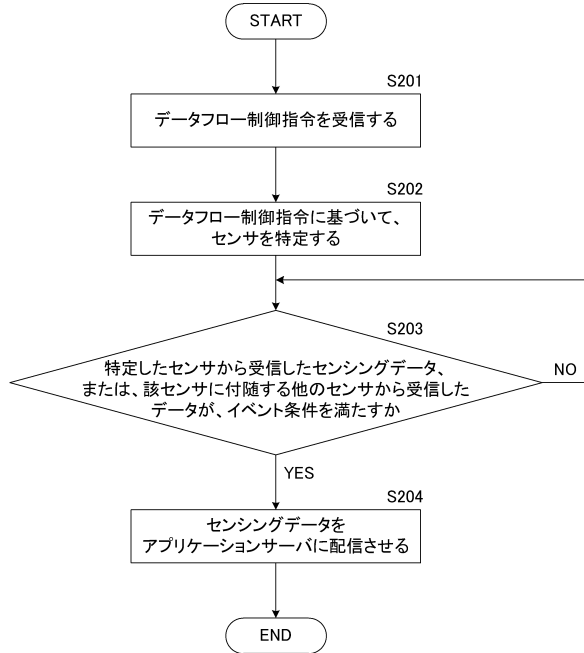 START
S201
データフロー制御指令を受信する
S202
データフロー制御指令に基づいて、
センサを特定する
S203
特定したセンサから受信したセンシングデータ、
または、該センサに付随する他のセンサから受信した
データが、イベント条件を満たすか
NO
YES
S204
センシングデータを
アプリケーションサーバに配信させる
END